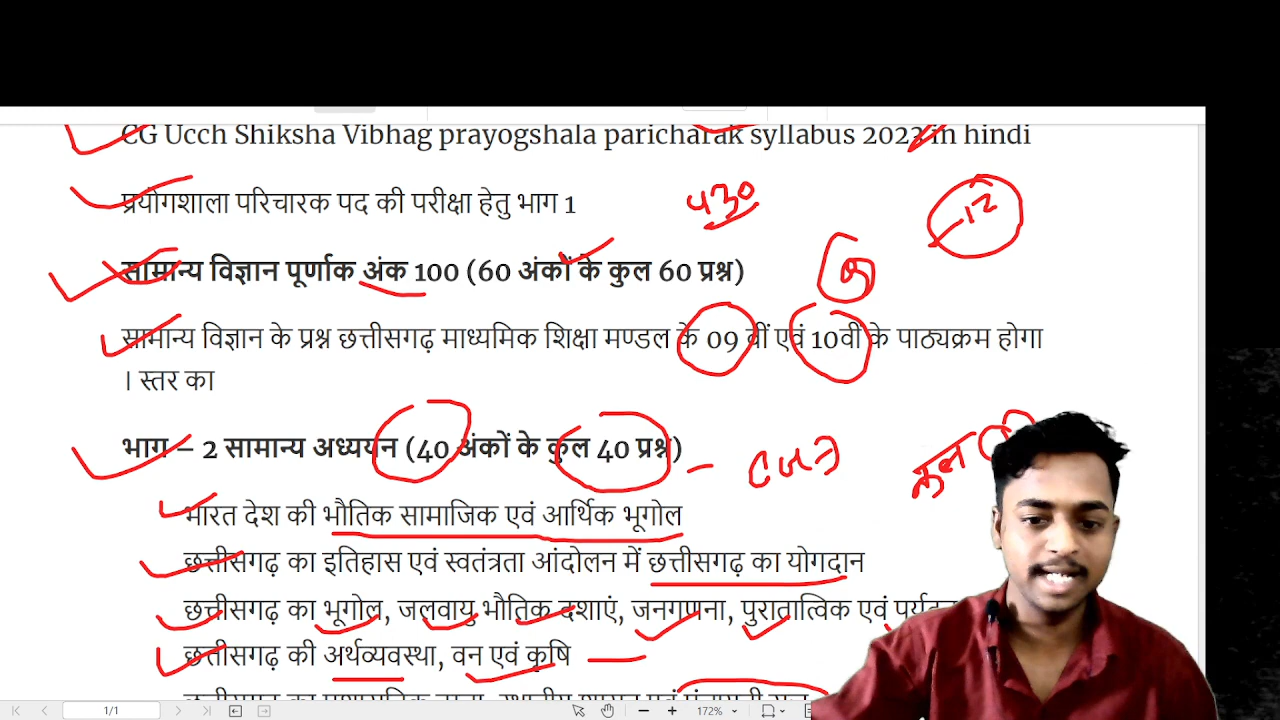 CG Ucch Shiksha Vibhag prayogshala paricharak syllabus 2023 in hindi
प्रयोगशाला परिचारक पद की परीक्षा हेतु भाग 1
430
12
सामान्य विज्ञान पूर्णाक अंक 100 (60 अंकों के कुल 60 प्रश्न)
सामान्य विज्ञान के प्रश्न छत्तीसगढ़ माध्यमिक शिक्षा मण्डल के 09 वीं एवं 10वीं के पाठ्यक्रम होगा
। स्तर का
भाग – 2 सामान्य अध्ययन (40 अंकों के कुल 40 प्रश्न)
भारत देश की भौतिक सामाजिक एवं आर्थिक भूगोल
छत्तीसगढ़ का इतिहास एवं स्वतंत्रता आंदोलन में छत्तीसगढ़ का योगदान
छत्तीसगढ़ का भूगोल, जलवायु भौतिक दशाएं, जनगणना, पुरातात्विक एवं
छत्तीसगढ़ की अर्थव्यवस्था, वन एवं कृषि
1/1
172%